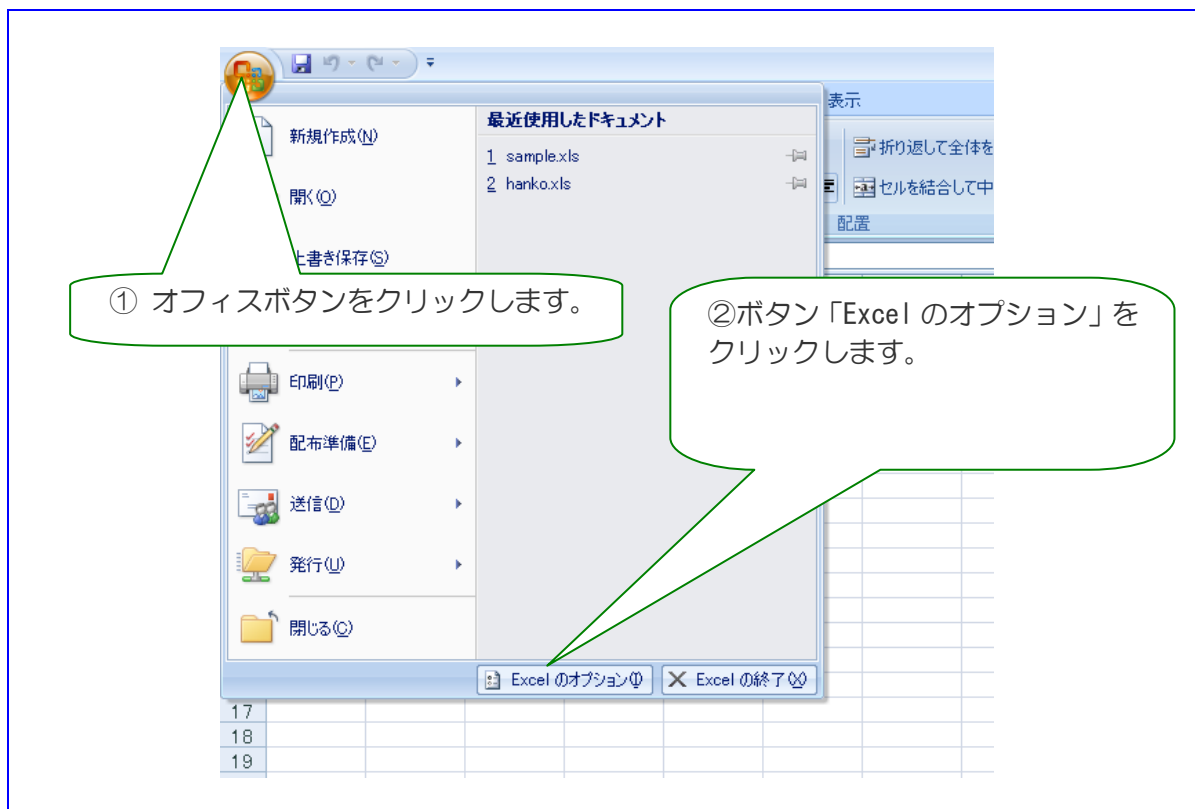 表示
最近使用したドキュメント
新規作成(N)
1 sample.xls
折り返して全体を
2 hanko.xls
開く(O)
セルを結合して中
配置
上書き保存(S)
① オフィスボタンをクリックします。
②ボタン「Excel のオプション」を
クリックします。
印刷(P)
配布準備(E)
送信(D)
発行(U)
閉じる(C)
Excel のオプション(I)
Excel の終了(X)
17
18
19